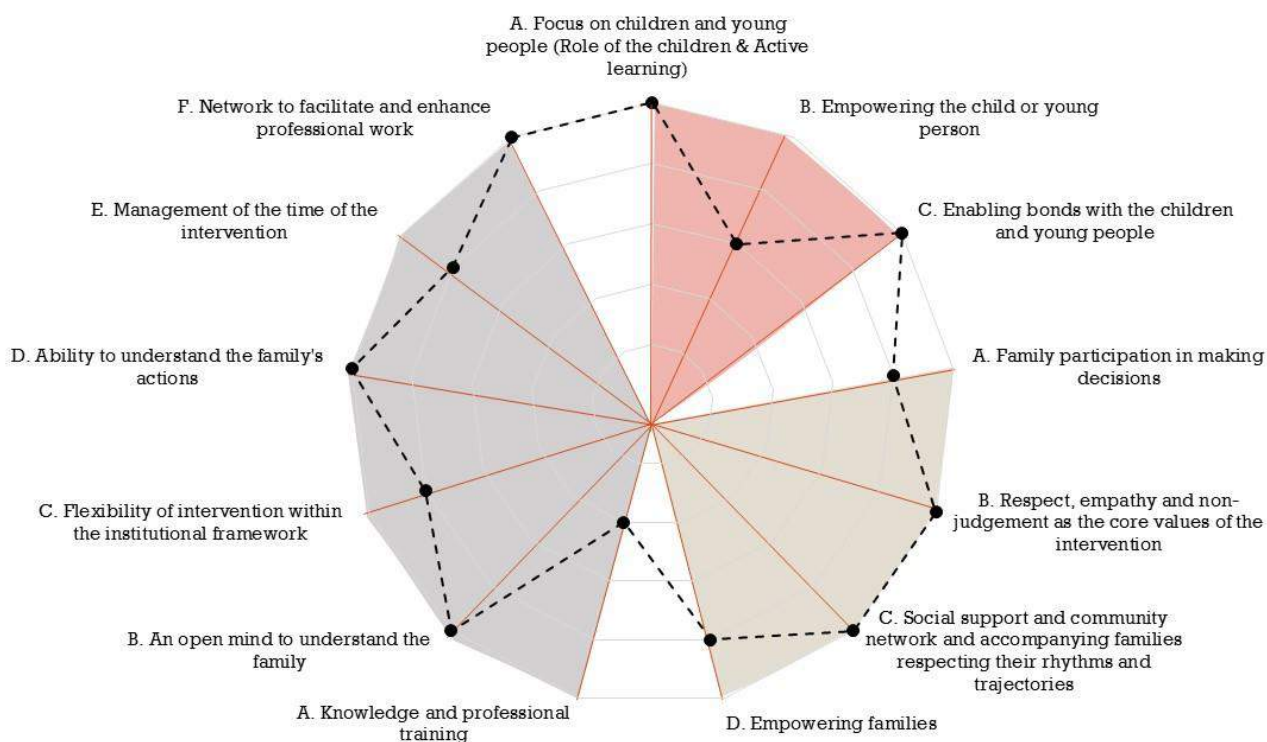 A. Focus on children and young
people (Role of the children & Active
learning)
B. Empowering the child or young
person
C. Enabling bonds with the children
and young people
A. Family participation in making
decisions
B. Respect, empathy and non-
judgement as the core values of the
intervention
C. Social support and community
network and accompanying families
respecting their rhythms and
trajectories
D. Empowering families
A. Knowledge and professional
training
B. An open mind to understand the
family
C. Flexibility of intervention within
the institutional framework
D. Ability to understand the family's
actions
E. Management of the time of the
intervention
F. Network to facilitate and enhance
professional work